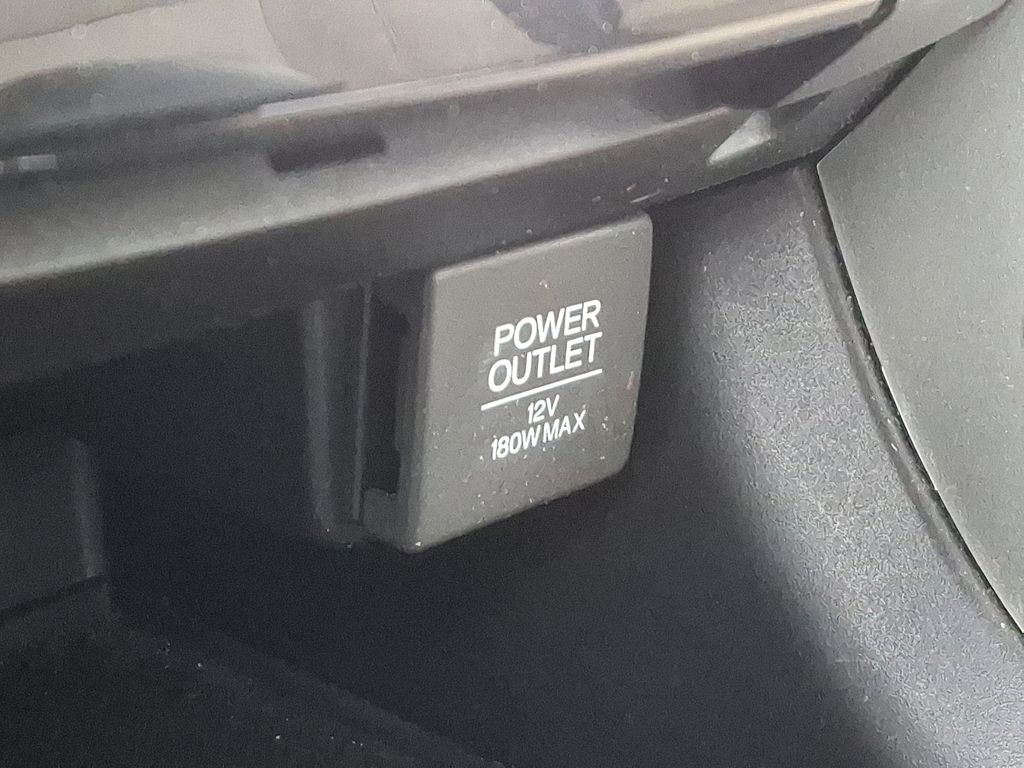 POWER
OUTLET
12V
180W MAX